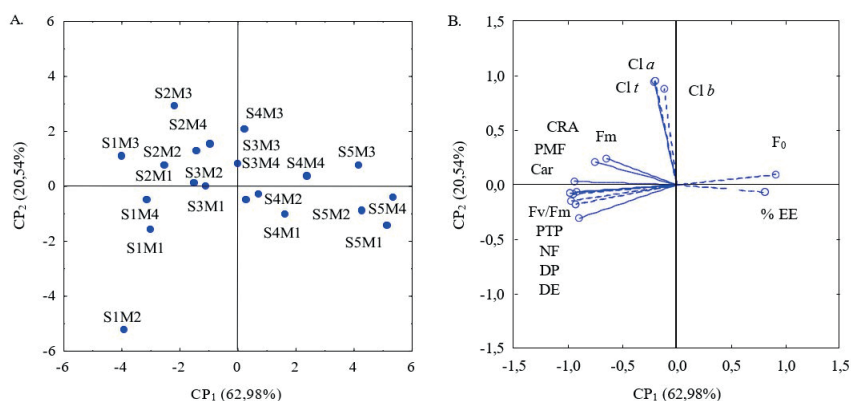 A.
6
4
2
0
-2
-4
-6
-6
-4
-2
0
2
4
6
CP₂ (20,54%)
CP₁ (62,98%)
S2M3
S1M3
S2M4
S2M2
S2M1
S3M2
S1M4
S3M1
S1M1
S1M2
S4M3
S3M3
S3M4
S4M4
S5M3
S4M2
S4M1
S5M2
S5M4
S5M1
B.
1,5
1,0
0,5
0,0
-0,5
-1,0
-1,5
-1,5
-1,0
-0,5
0,0
0,5
1,0
1,5
CP₂ (20,54%)
CP₁ (62,98%)
Cl a
Cl t
Cl b
CRA
PMF
Car
Fm
F₀
% EE
Fv/Fm
PTP
NF
DP
DE